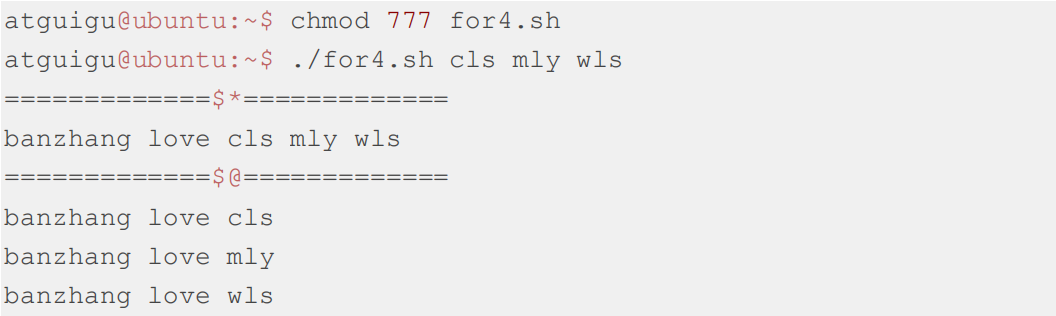 atguigu@ubuntu:~$ chmod 777 for4.sh
atguigu@ubuntu:~$ ./for4.sh cls mly wls
=============$*=============
banzhang love cls mly wls
=============$@=============
banzhang love cls
banzhang love mly
banzhang love wls